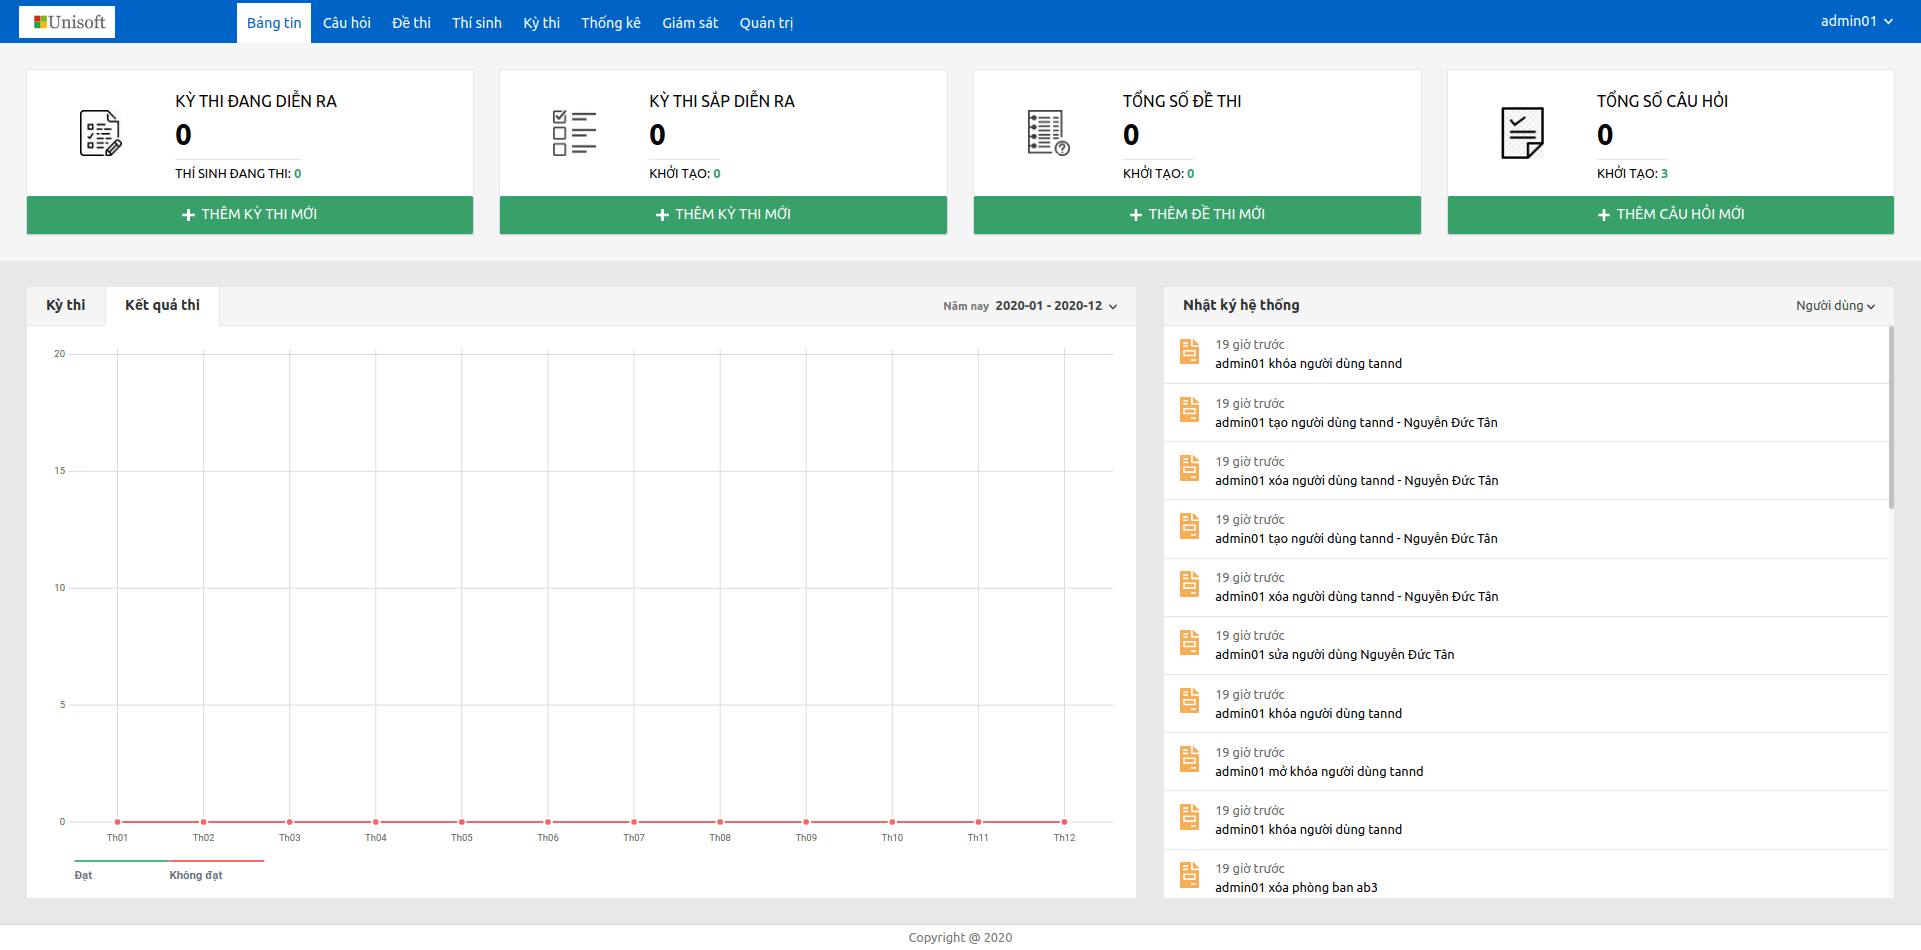 Unisoft
Bảng tin Câu hỏi Đề thi Thí sinh Kỳ thi Thống kê Giám sát Quản trị
admin01
KỲ THI ĐANG DIỄN RA
0
THÍ SINH ĐANG THI: 0
THÊM KỲ THI MỚI
KỲ THI SẮP DIỄN RA
0
KHỞI TẠO: 0
THÊM KỲ THI MỚI
TỔNG SỐ ĐỀ THI
0
KHỞI TẠO: 0
THÊM ĐỀ THI MỚI
TỔNG SỐ CÂU HỎI
0
KHỞI TẠO: 3
THÊM CÂU HỎI MỚI
Kỳ thi Kết quả thi
Năm nay 2020-01 - 2020-12
20
15
10
5
0
Th01 Th02 Th03 Th04 Th05 Th06 Th07 Th08 Th09 Th10 Th11 Th12
Đạt Không đạt
Nhật ký hệ thống
Người dùng
19 giờ trước
admin01 khóa người dùng tannd
19 giờ trước
admin01 tạo người dùng tannd - Nguyễn Đức Tân
19 giờ trước
admin01 xóa người dùng tannd - Nguyễn Đức Tân
19 giờ trước
admin01 tạo người dùng tannd - Nguyễn Đức Tân
19 giờ trước
admin01 xóa người dùng tannd - Nguyễn Đức Tân
19 giờ trước
admin01 sửa người dùng Nguyễn Đức Tân
19 giờ trước
admin01 khóa người dùng tannd
19 giờ trước
admin01 mở khóa người dùng tannd
19 giờ trước
admin01 khóa người dùng tannd
19 giờ trước
admin01 xóa phòng ban ab3
Copyright @ 2020